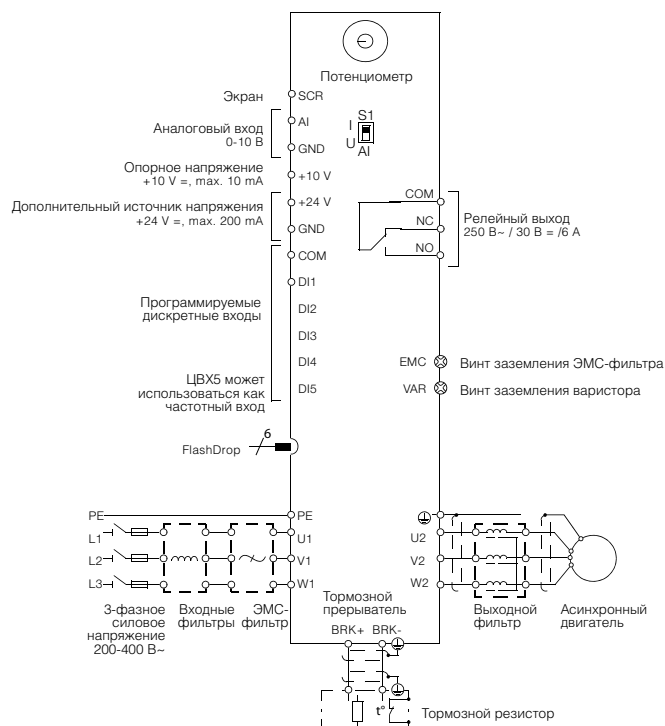 Потенциометр
Экран
SCR
Аналоговый вход
0-10 В
AI
GND
I
S1
U
AI
Опорное напряжение
+10 V =, max. 10 mA
+10 V
Дополнительный источник напряжения
+24 V =, max. 200 mA
+24 V
GND
COM
NC
NO
Релейный выход
250 В~ / 30 В = /6 А
COM
DI1
Программируемые
дискретные входы
DI2
DI3
DI4
ЦВХ5 может
использоваться как
частотный вход
DI5
EMC
Винт заземления ЭМС-фильтра
VAR
Винт заземления варистора
FlashDrop
6
PE
L1
L2
L3
PE
U1
V1
W1
U2
V2
W2
3-фазное
силовое
напряжение
200-400 В~
Входные
фильтры
ЭМС-
фильтр
Тормозной
прерыватель
BRK+ BRK-
Выходной
фильтр
Асинхронный
двигатель
t°
Тормозной резистор